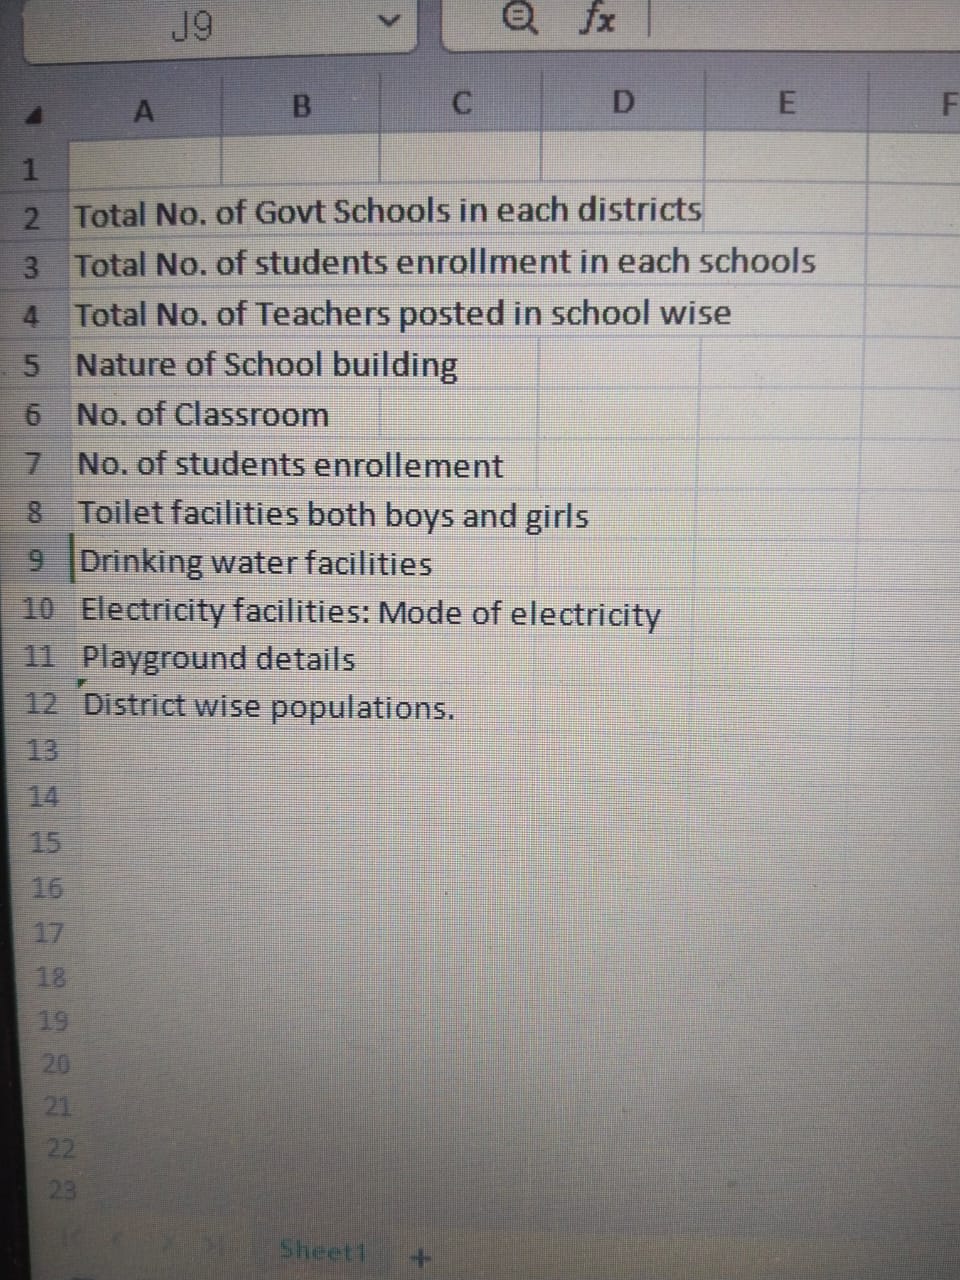 J9
fx
A B C D E F
1
2 Total No. of Govt Schools in each districts
3 Total No. of students enrollment in each schools
4 Total No. of Teachers posted in school wise
5 Nature of School building
6 No. of Classroom
7 No. of students enrollement
8 Toilet facilities both boys and girls
9 Drinking water facilities
10 Electricity facilities: Mode of electricity
11 Playground details
12 District wise populations.
13
14
15
16
17
18
19
20
21
22
23
Sheet1 +